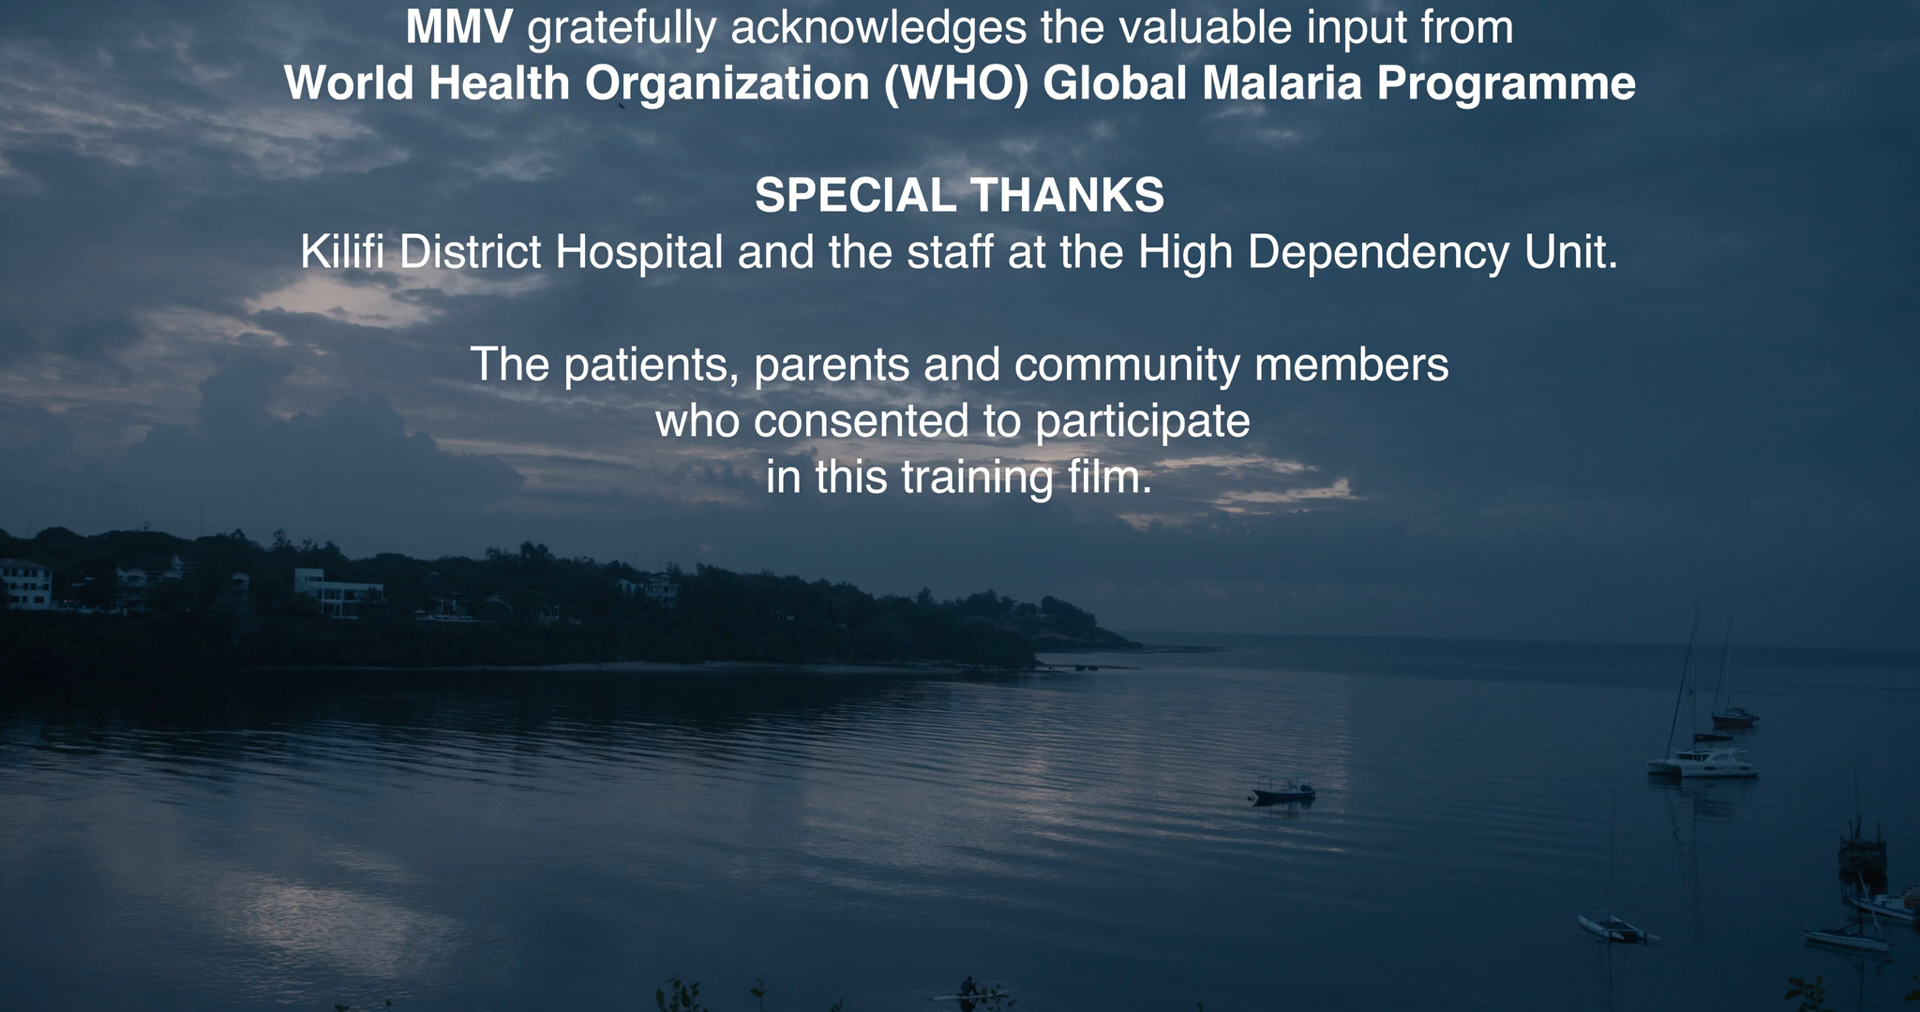 MMV gratefully acknowledges the valuable input from
World Health Organization (WHO) Global Malaria Programme
SPECIAL THANKS
Kilifi District Hospital and the staff at the High Dependency Unit.
The patients, parents and community members
who consented to participate
in this training film.